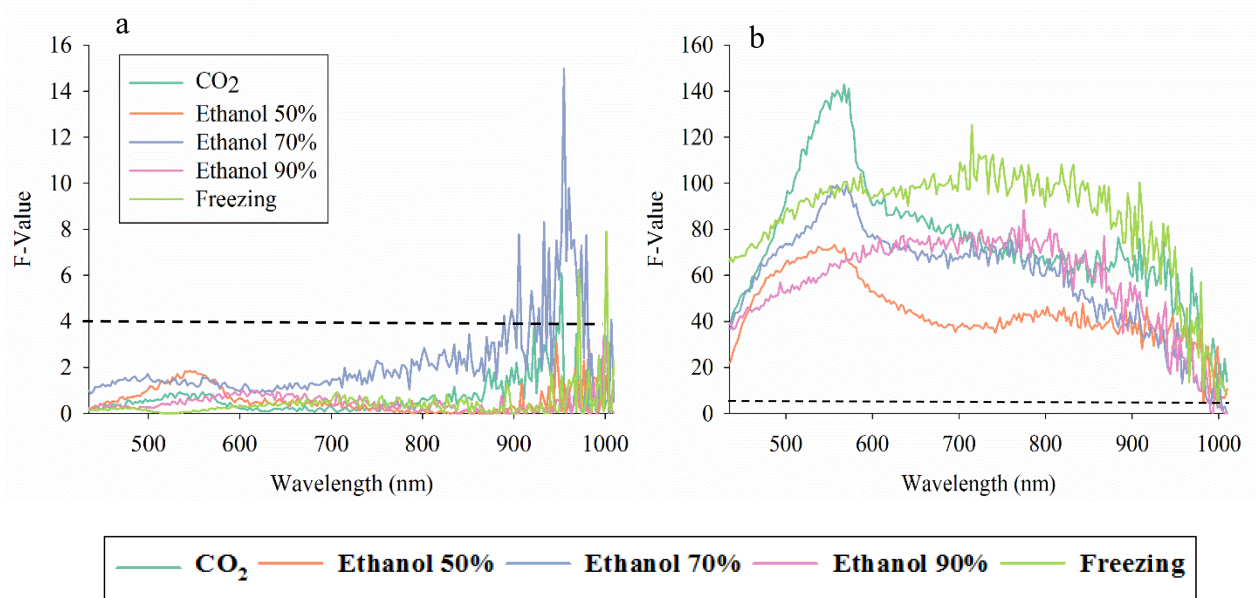 a
F-Value
16
14
12
10
8
6
4
2
0
CO2
Ethanol 50%
Ethanol 70%
Ethanol 90%
Freezing
500 600 700 800 900 1000
Wavelength (nm)
b
F-Value
160
140
120
100
80
60
40
20
0
500 600 700 800 900 1000
Wavelength (nm)
CO2 Ethanol 50% Ethanol 70% Ethanol 90% Freezing